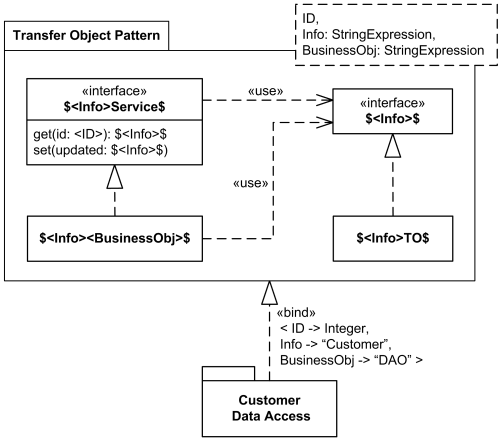 ID,
Info: StringExpression,
BusinessObj: StringExpression
Transfer Object Pattern
«interface»
$<Info>Service$
get(id: <ID>): $<Info>$
set(updated: $<Info>$)
«use»
«interface»
$<Info>$
«use»
$<Info><BusinessObj>$
$<Info>TO$
«bind»
< ID -> Integer,
Info -> “Customer”,
BusinessObj -> “DAO” >
Customer
Data Access